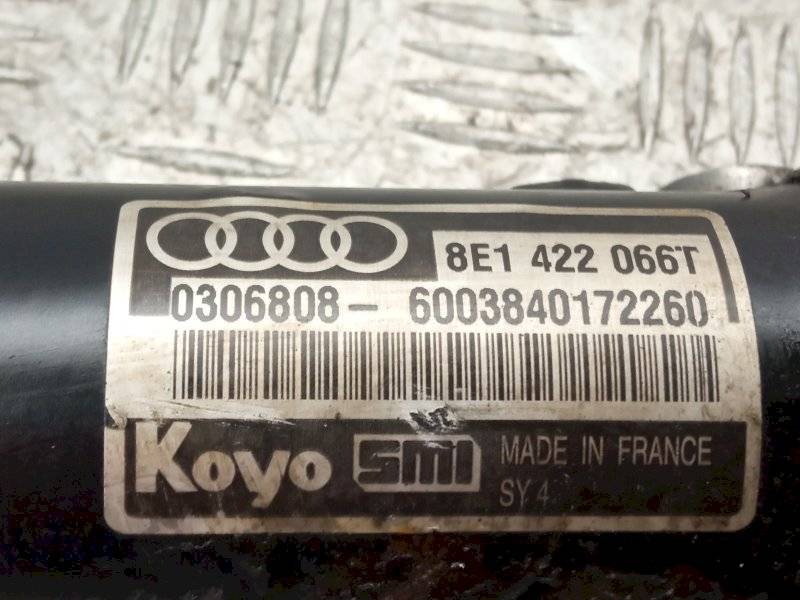 8E1 422 066T
0306808- 6003840172260
Koyo SMI MADE IN FRANCE
SY 4